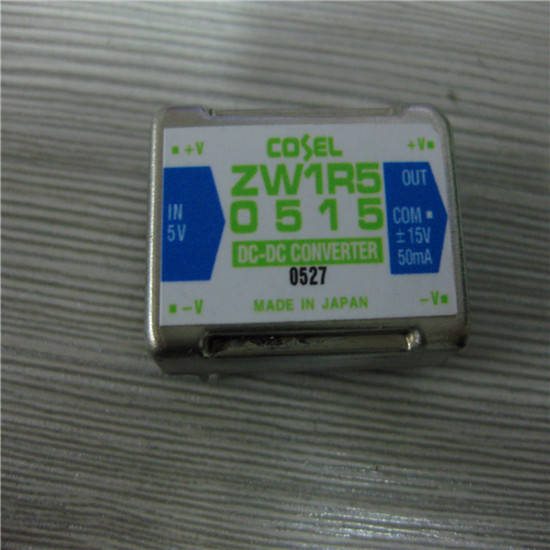 +V
COSEL
+V
ZW1R5
0515
IN
5V
OUT
COM
±15V
50mA
DC-DC CONVERTER
0527
-V
MADE IN JAPAN
-V